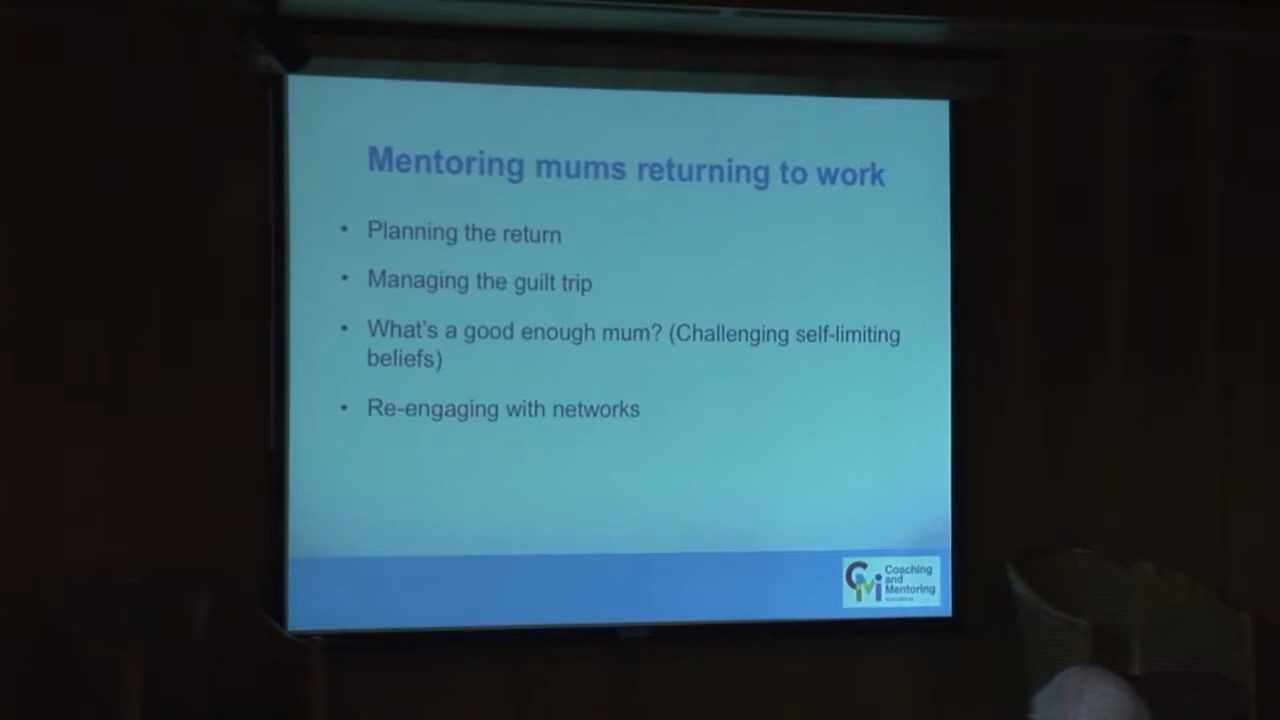 Mentoring mums returning to work
• Planning the return
• Managing the guilt trip
• What's a good enough mum? (Challenging self-limiting
beliefs)
• Re-engaging with networks
CMi
Coaching
and
Mentoring